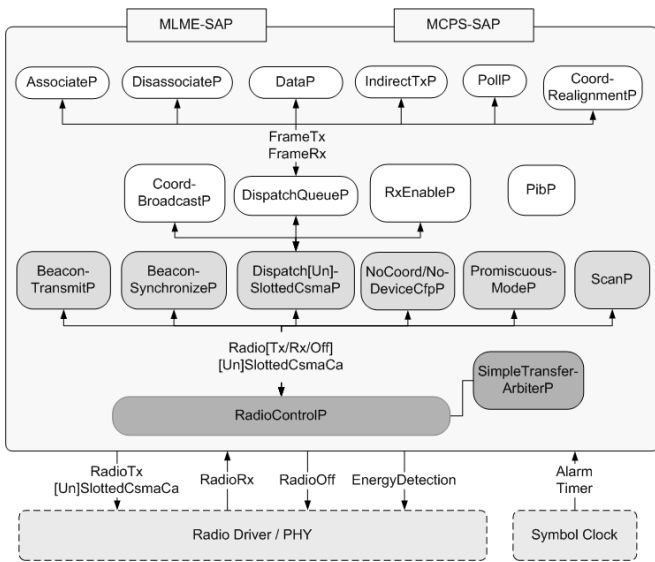 MLME-SAP
MCPS-SAP
AssociateP
DisassociateP
DataP
IndirectTxP
PollP
Coord-
RealignmentP
FrameTx
FrameRx
Coord-
BroadcastP
DispatchQueueP
RxEnableP
PibP
Beacon-
TransmitP
Beacon-
SynchronizeP
Dispatch[Un]-
SlottedCsmaP
NoCoord/No-
DeviceCfpP
Promiscuous-
ModeP
ScanP
Radio[Tx/Rx/Off]
[Un]SlottedCsmaCa
SimpleTransfer-
ArbiterP
RadioControlP
RadioTx
[Un]SlottedCsmaCa
RadioRx
RadioOff
EnergyDetection
Alarm
Timer
Radio Driver / PHY
Symbol Clock